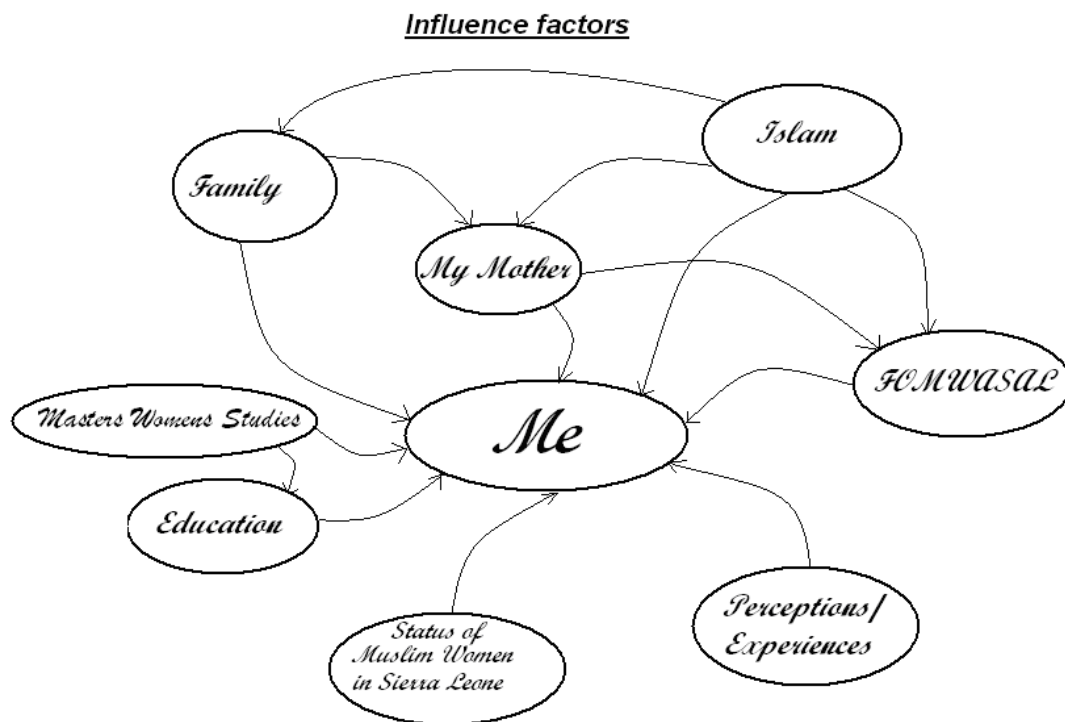 Influence factors
Islam
Family
My Mother
FOMWASAL
Masters Womens Studies
Me
Education
Status of
Muslim Women
in Sierra Leone
Perceptions/
Experiences